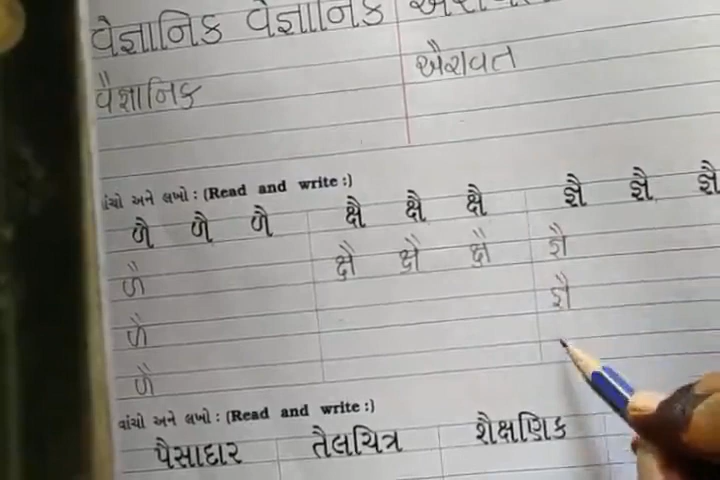 વૈજ્ઞાનિક વૈજ્ઞાનિક
વૈજ્ઞાનિક ઐરાવત
વાંચો અને લખો : (Read and write :)
ળૈ ળૈ ળૈ ક્ષૈ ક્ષૈ ક્ષૈ જ્ઞૈ જ્ઞૈ જ્ઞૈ
ળૈ ક્ષૈ ક્ષૈ ક્ષૈ જ્ઞૈ
ળૈ જ્ઞૈ
ળૈ
વાંચો અને લખો : (Read and write :)
પૈસાદાર તૈલચિત્ર શૈક્ષણિક